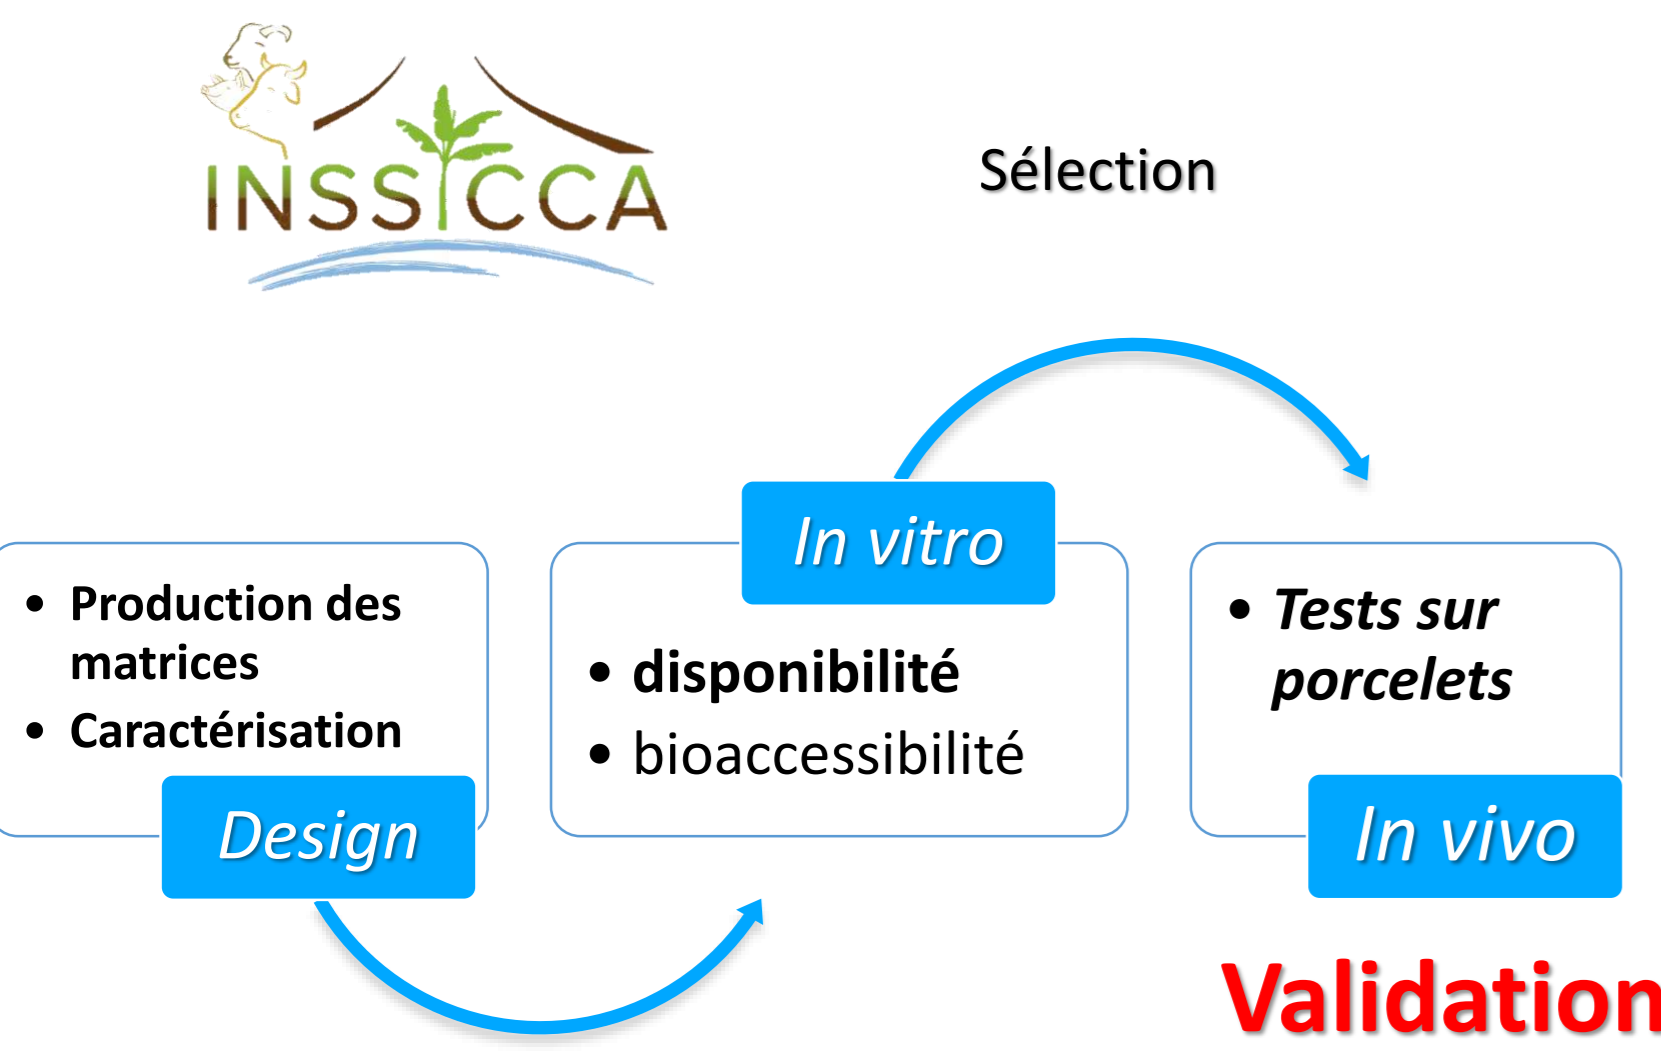 INSSICCA
Sélection
• Production des
matrices
• Caractérisation
Design
In vitro
• disponibilité
• bioaccessibilité
• Tests sur
porcelets
In vivo
Validation